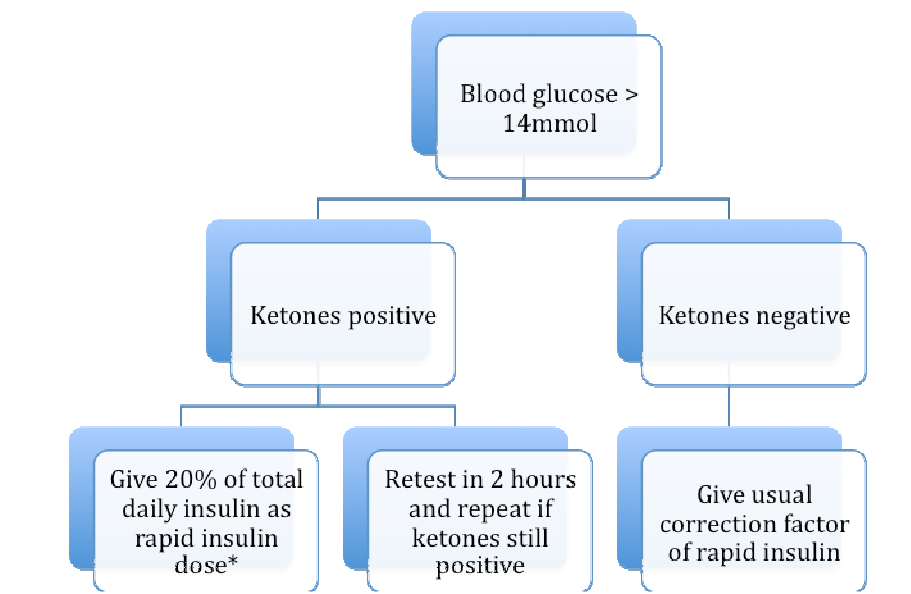 Blood glucose >
14mmol
Ketones positive
Ketones negative
Give 20% of total
daily insulin as
rapid insulin
dose*
Retest in 2 hours
and repeat if
ketones still
positive
Give usual
correction factor
of rapid insulin